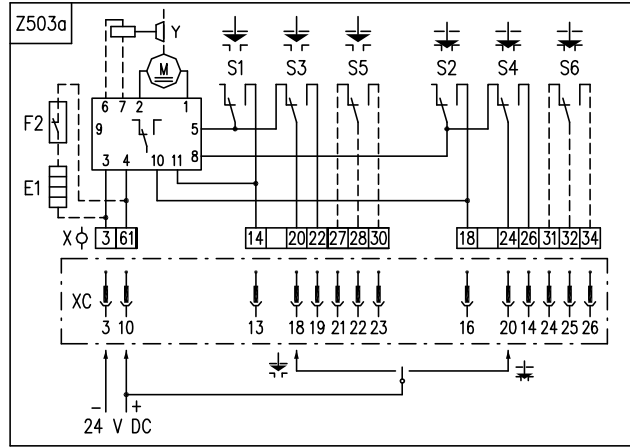 Z503a
Y
M
S1 S3 S5 S2 S4 S6
6 7 2 1
F2
9 5
8
3 4 10 11
E1
X 3 61 14 20 22 27 28 30 18 24 26 31 32 34
XC
3 10 13 18 19 21 22 23 16 20 14 24 25 26
− +
24 V DC